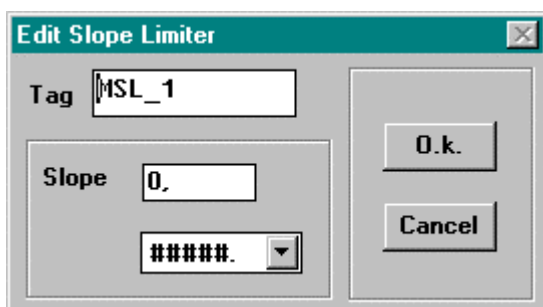 Edit Slope Limiter
Tag MSL_1
Slope 0,
#####.
O.k.
Cancel